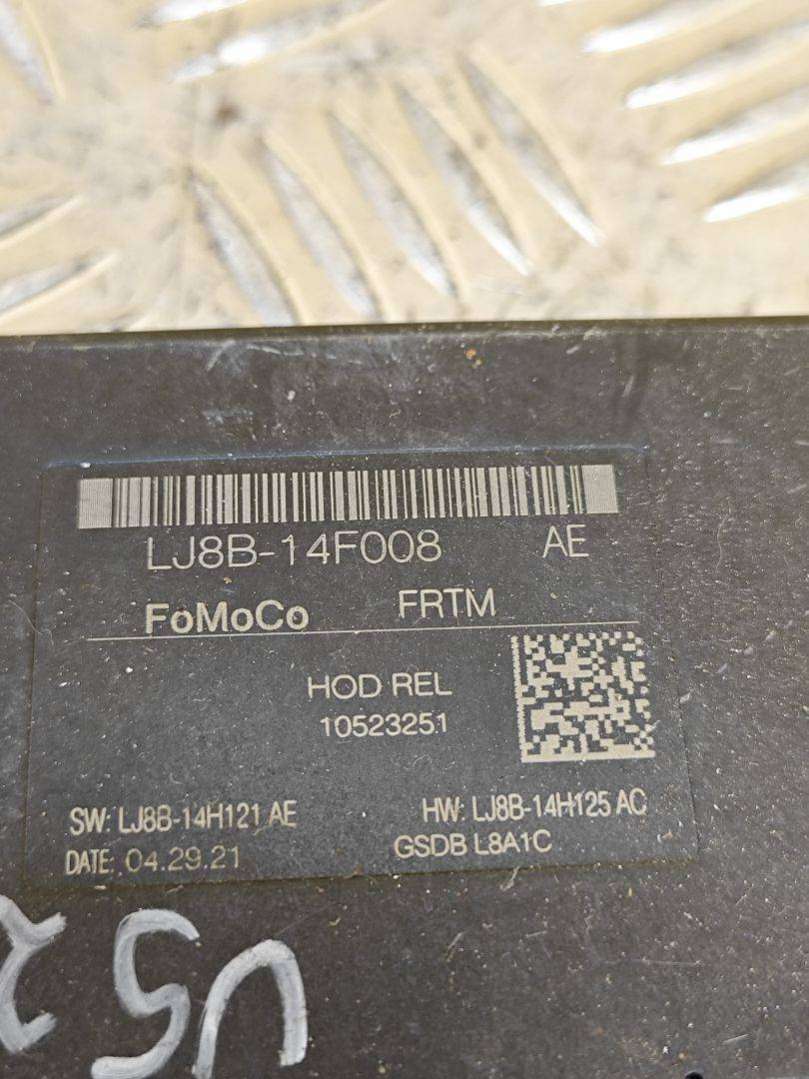 LJ8B-14F008 AE
FoMoCo FRTM
HOD REL
10523251
SW: LJ8B-14H121 AE HW: LJ8B-14H125 AC
DATE: 04.29.21 GSDB L8A1C